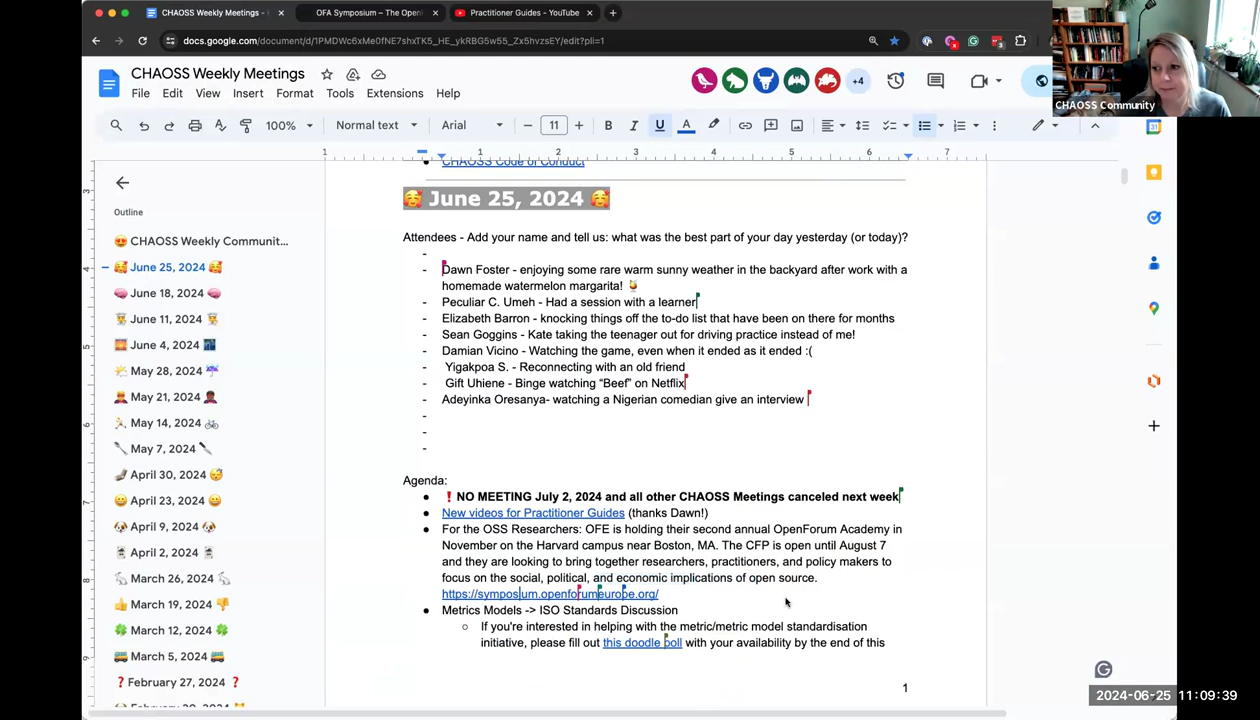 CHAOSS Weekly Meetings -
OFA Symposium – The Open
Practitioner Guides - YouTube
docs.google.com/document/d/1PMDWc6xMe0fNE7shxTK5_HE_ykRBG5w55_Zx5hvzsEY/edit?pli=1
CHAOSS Community
CHAOSS Weekly Meetings
+4
File Edit View Insert Format Tools Extensions Help
100% Normal text Arial 11 B I U A
1 1 2 3 4 5 6 7
Outline
😍 CHAOSS Weekly Communit...
🥰 June 25, 2024 🥰
🧠 June 18, 2024 🧠
June 11, 2024
🌇 June 4, 2024 🌃
May 28, 2024 ☔
May 21, 2024
May 14, 2024 🚲
May 7, 2024
April 30, 2024 😴
😀 April 23, 2024 😀
🐶 April 9, 2024 🐶
🃏 April 2, 2024 🃏
🐇 March 26, 2024 🐇
👍 March 19, 2024 👎
🍀 March 12, 2024 🍀
🚌 March 5, 2024 🚌
❓ February 27, 2024 ❓
February 20, 2024
CHAOSS Code of Conduct
🥰 June 25, 2024 🥰
Attendees - Add your name and tell us: what was the best part of your day yesterday (or today)?
-
- Dawn Foster - enjoying some rare warm sunny weather in the backyard after work with a
homemade watermelon margarita! 🍹
- Peculiar C. Umeh - Had a session with a learner
- Elizabeth Barron - knocking things off the to-do list that have been on there for months
- Sean Goggins - Kate taking the teenager out for driving practice instead of me!
- Damian Vicino - Watching the game, even when it ended as it ended :(
- Yigakpoa S. - Reconnecting with an old friend
- Gift Uhiene - Binge watching “Beef” on Netflix
- Adeyinka Oresanya- watching a Nigerian comedian give an interview
-
-
-
Agenda:
● ❗ NO MEETING July 2, 2024 and all other CHAOSS Meetings canceled next week
● New videos for Practitioner Guides (thanks Dawn!)
● For the OSS Researchers: OFE is holding their second annual OpenForum Academy in
November on the Harvard campus near Boston, MA. The CFP is open until August 7
and they are looking to bring together researchers, practitioners, and policy makers to
focus on the social, political, and economic implications of open source.
https://symposium.openforumeurope.org/
● Metrics Models -> ISO Standards Discussion
○ If you're interested in helping with the metric/metric model standardisation
initiative, please fill out this doodle poll with your availability by the end of this
1
2024-06-25 11:09:39